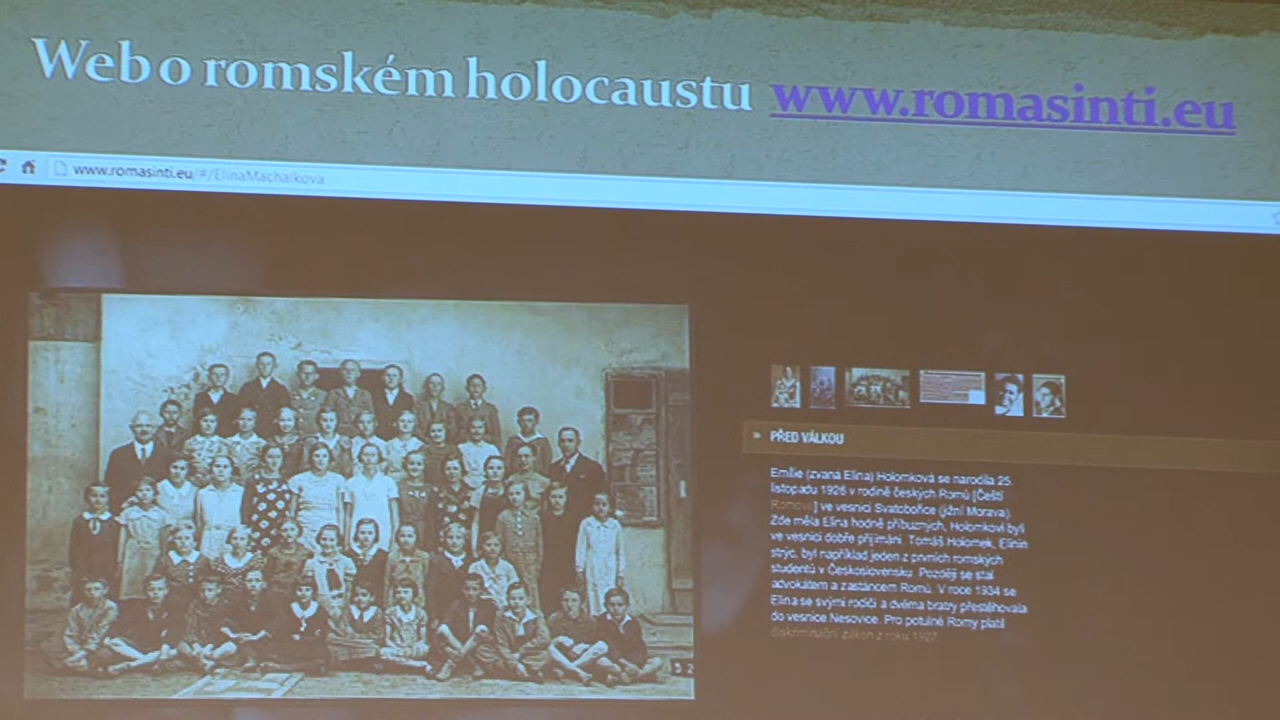 Web o romském holocaustu www.romasinti.eu
www.romasinti.eu/#/ElinaMachalkova
» PŘED VÁLKOU
Emílie (zvaná Elina) Holomková se narodila 25.
listopadu 1926 v rodině českých Romů [Čeští
Romové] ve vesnici Svatobořice (jižní Morava).
Zde měla Elina hodně příbuzných. Holomkovi byli
ve vesnici dobře přijímáni. Tomáš Holomek, Elinin
strýc, byl například jeden z prvních romských
studentů v Československu. Později se stal
advokátem a zastáncem Romů. V roce 1934 se
Elina se svými rodiči a dvěma bratry přestěhovala
do vesnice Nesovice. Pro potulné Romy platil
diskriminační zákon z roku 1927